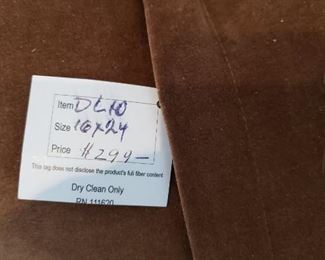 Item DL10
Size 16x24
Price $299-
This tag does not disclose the product's full fiber content
Dry Clean Only
RN 111620